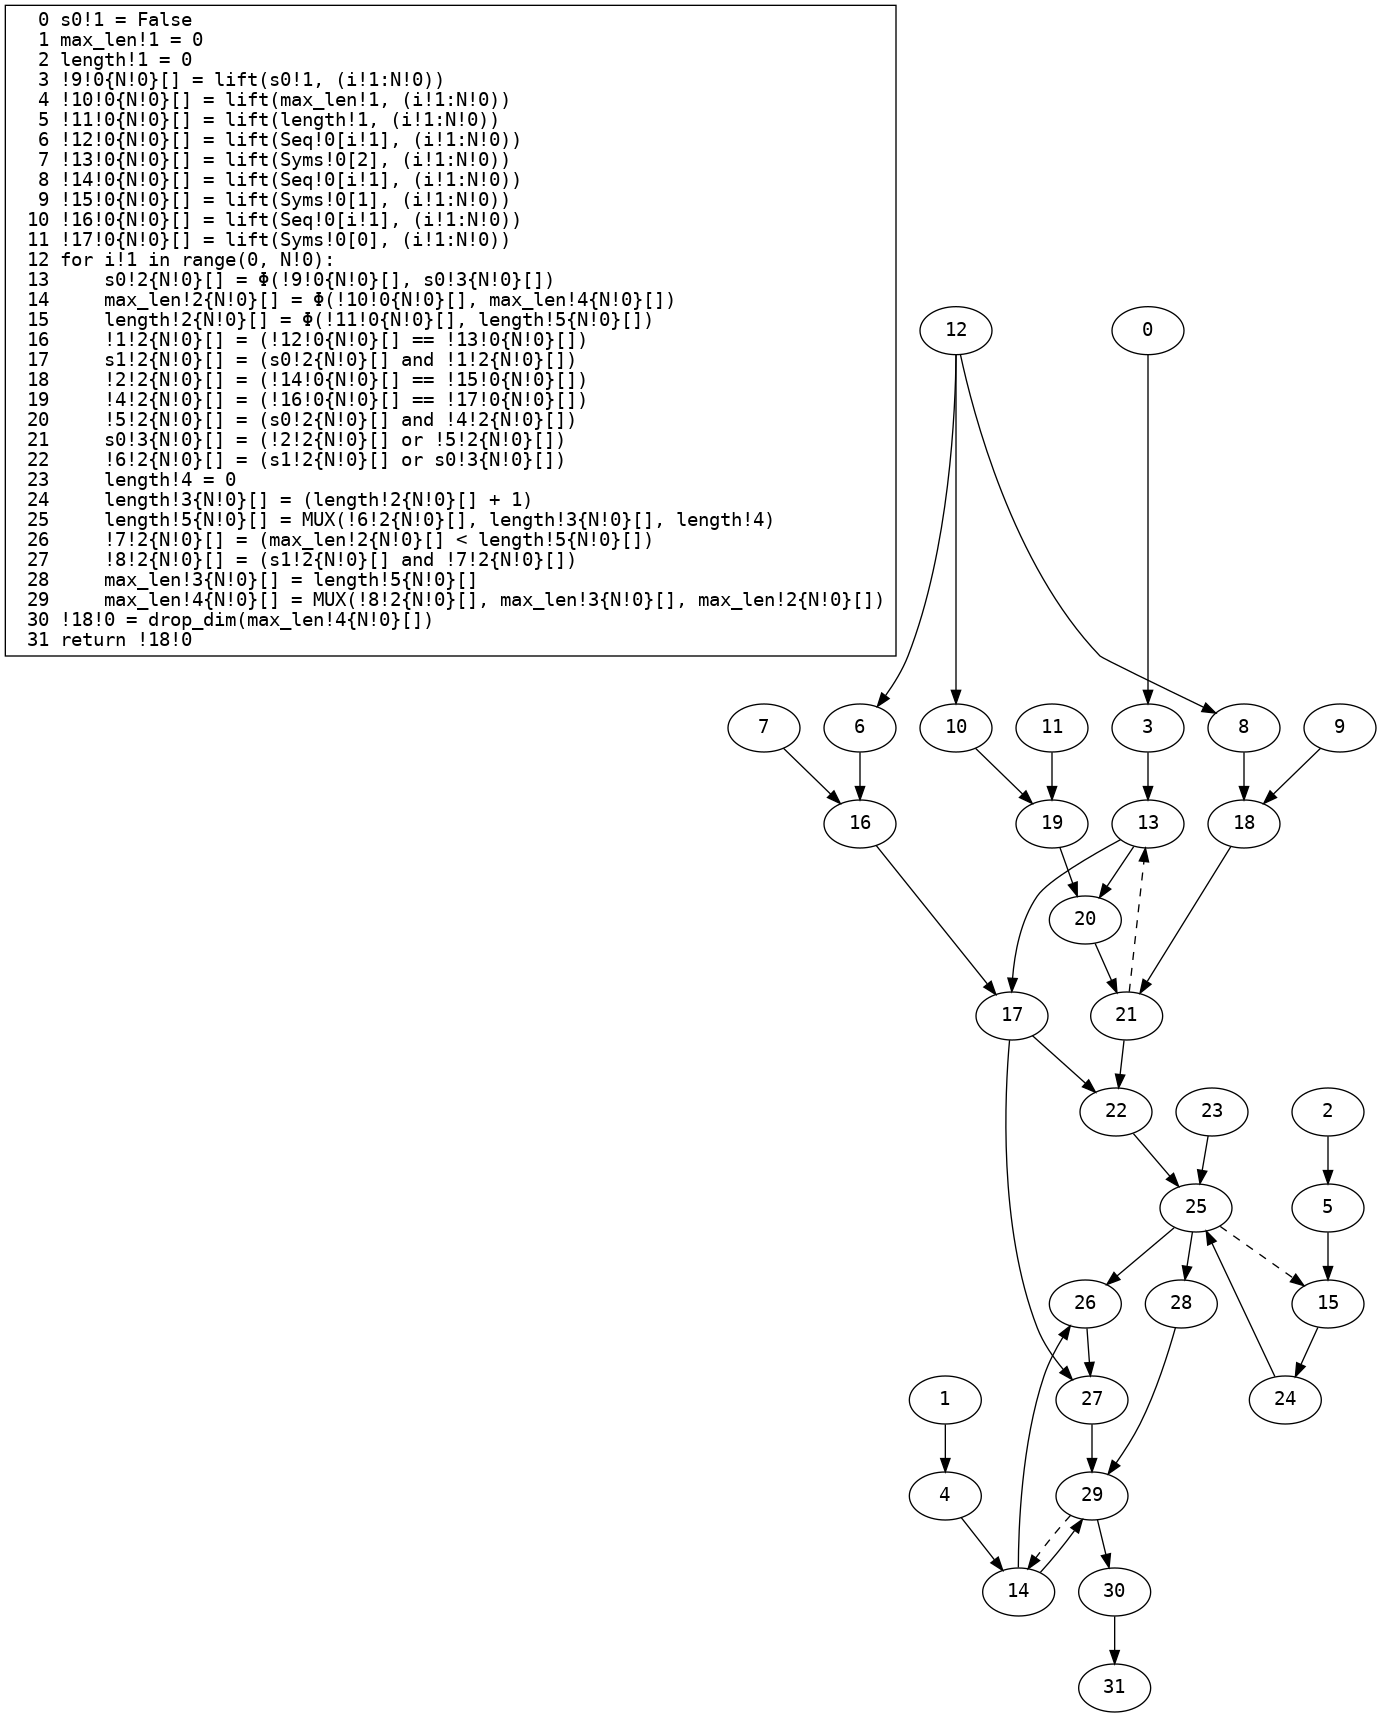 0 s0!1 = False
1 max_len!1 = 0
2 length!1 = 0
3 !9!0{N!0}[] = lift(s0!1, (i!1:N!0))
4 !10!0{N!0}[] = lift(max_len!1, (i!1:N!0))
5 !11!0{N!0}[] = lift(length!1, (i!1:N!0))
6 !12!0{N!0}[] = lift(Seq!0[i!1], (i!1:N!0))
7 !13!0{N!0}[] = lift(Syms!0[2], (i!1:N!0))
8 !14!0{N!0}[] = lift(Seq!0[i!1], (i!1:N!0))
9 !15!0{N!0}[] = lift(Syms!0[1], (i!1:N!0))
10 !16!0{N!0}[] = lift(Seq!0[i!1], (i!1:N!0))
11 !17!0{N!0}[] = lift(Syms!0[0], (i!1:N!0))
12 for i!1 in range(0, N!0):
13     s0!2{N!0}[] = Φ(!9!0{N!0}[], s0!3{N!0}[])
14     max_len!2{N!0}[] = Φ(!10!0{N!0}[], max_len!4{N!0}[])
15     length!2{N!0}[] = Φ(!11!0{N!0}[], length!5{N!0}[])
16     !1!2{N!0}[] = (!12!0{N!0}[] == !13!0{N!0}[])
17     s1!2{N!0}[] = (s0!2{N!0}[] and !1!2{N!0}[])
18     !2!2{N!0}[] = (!14!0{N!0}[] == !15!0{N!0}[])
19     !4!2{N!0}[] = (!16!0{N!0}[] == !17!0{N!0}[])
20     !5!2{N!0}[] = (s0!2{N!0}[] and !4!2{N!0}[])
21     s0!3{N!0}[] = (!2!2{N!0}[] or !5!2{N!0}[])
22     !6!2{N!0}[] = (s1!2{N!0}[] or s0!3{N!0}[])
23     length!4 = 0
24     length!3{N!0}[] = (length!2{N!0}[] + 1)
25     length!5{N!0}[] = MUX(!6!2{N!0}[], length!3{N!0}[], length!4)
26     !7!2{N!0}[] = (max_len!2{N!0}[] < length!5{N!0}[])
27     !8!2{N!0}[] = (s1!2{N!0}[] and !7!2{N!0}[])
28     max_len!3{N!0}[] = length!5{N!0}[]
29     max_len!4{N!0}[] = MUX(!8!2{N!0}[], max_len!3{N!0}[], max_len!2{N!0}[])
30 !18!0 = drop_dim(max_len!4{N!0}[])
31 return !18!0
12 0
7 6 10 11 3 8 9
16 19 13 18
20
17 21
22 23 2
25 5
26 28 15
1 27 24
4 29
14 30
31